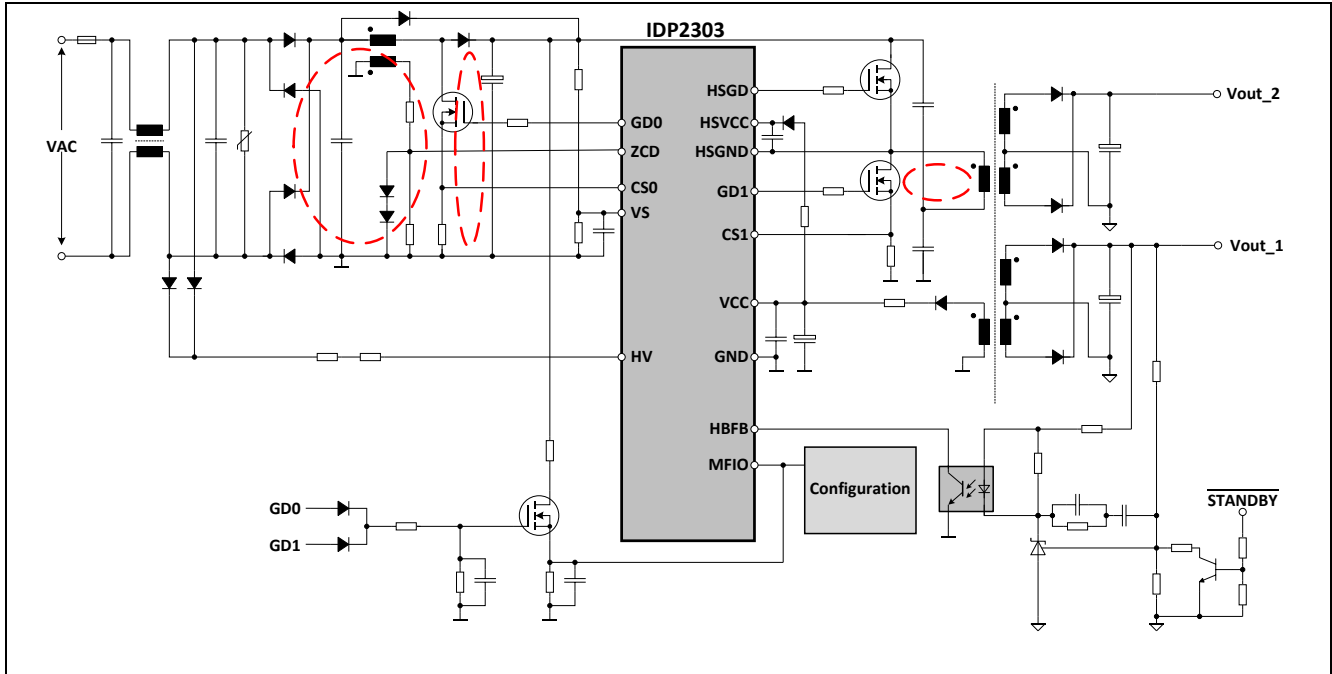 IDP2303
VAC
GD0
ZCD
CS0
VS
HV
HSGD
HSVCC
HSGND
GD1
CS1
VCC
GND
HBFB
MFIO
Configuration
Vout_2
Vout_1
STANDBY
GD0
GD1